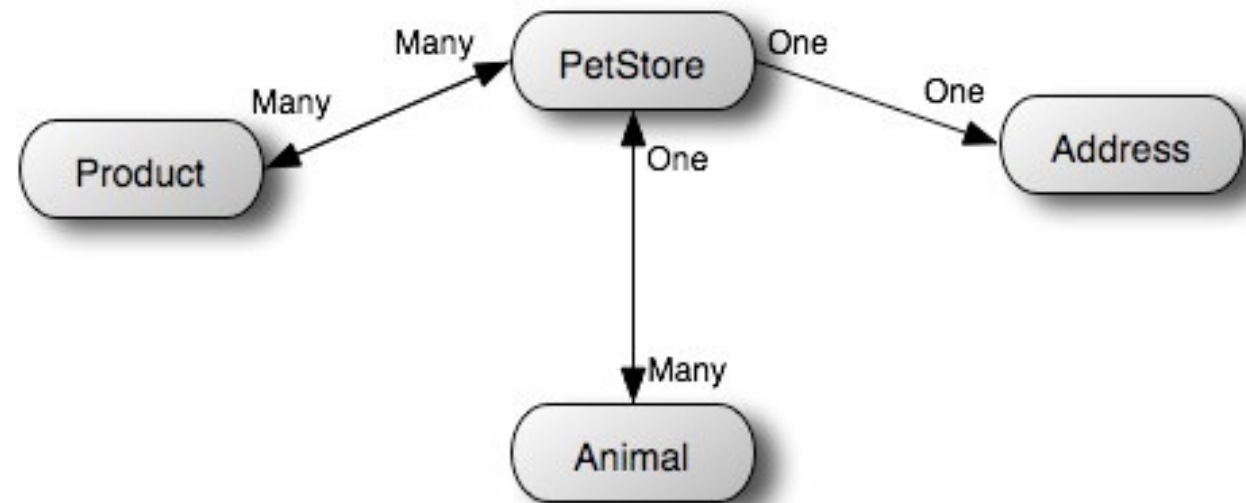 Many
PetStore
One
Many
One
Product
Address
One
Many
Animal